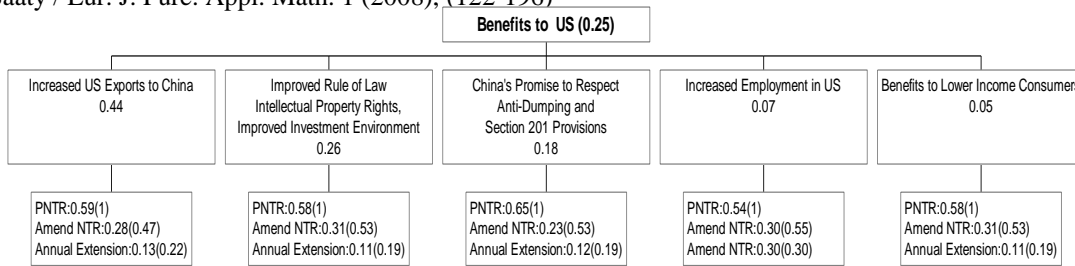 Saaty / Eur. J. Pure. Appl. Math. 1 (2008), (122-196)
Benefits to US (0.25)
Increased US Exports to China
0.44
Improved Rule of Law
Intellectual Property Rights,
Improved Investment Environment
0.26
China's Promise to Respect
Anti-Dumping and
Section 201 Provisions
0.18
Increased Employment in US
0.07
Benefits to Lower Income Consumers
0.05
PNTR:0.59(1)
Amend NTR:0.28(0.47)
Annual Extension:0.13(0.22)
PNTR:0.58(1)
Amend NTR:0.31(0.53)
Annual Extension:0.11(0.19)
PNTR:0.65(1)
Amend NTR:0.23(0.53)
Annual Extension:0.12(0.19)
PNTR:0.54(1)
Amend NTR:0.30(0.55)
Amend NTR:0.30(0.30)
PNTR:0.58(1)
Amend NTR:0.31(0.53)
Annual Extension:0.11(0.19)